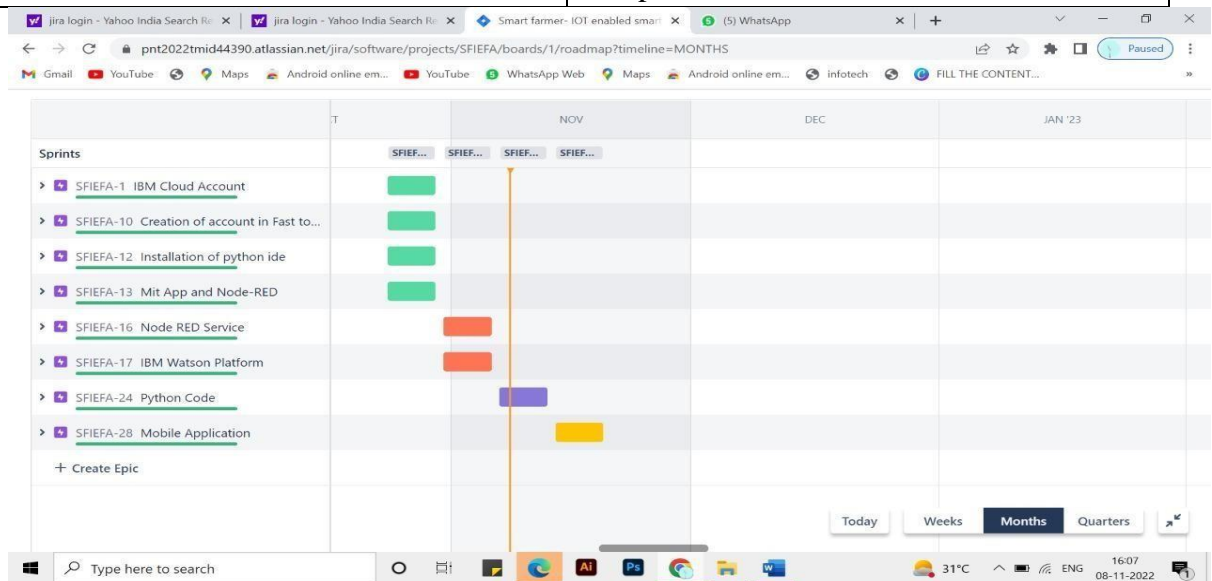 jira login - Yahoo India Search Re
jira login - Yahoo India Search Re
Smart farmer- IOT enabled smart
(5) WhatsApp
pnt2022tmid44390.atlassian.net/jira/software/projects/SFIEFA/boards/1/roadmap?timeline=MONTHS
Paused
Gmail YouTube Maps Android online em... YouTube WhatsApp Web Maps Android online em... infotech FILL THE CONTENT...
NOV DEC JAN '23
Sprints SFIEF... SFIEF... SFIEF... SFIEF...
SFIEFA-1 IBM Cloud Account
SFIEFA-10 Creation of account in Fast to...
SFIEFA-12 Installation of python ide
SFIEFA-13 Mit App and Node-RED
SFIEFA-16 Node RED Service
SFIEFA-17 IBM Watson Platform
SFIEFA-24 Python Code
SFIEFA-28 Mobile Application
+ Create Epic
Today Weeks Months Quarters
Type here to search
Ai Ps W
31°C ENG 16:07
08-11-2022